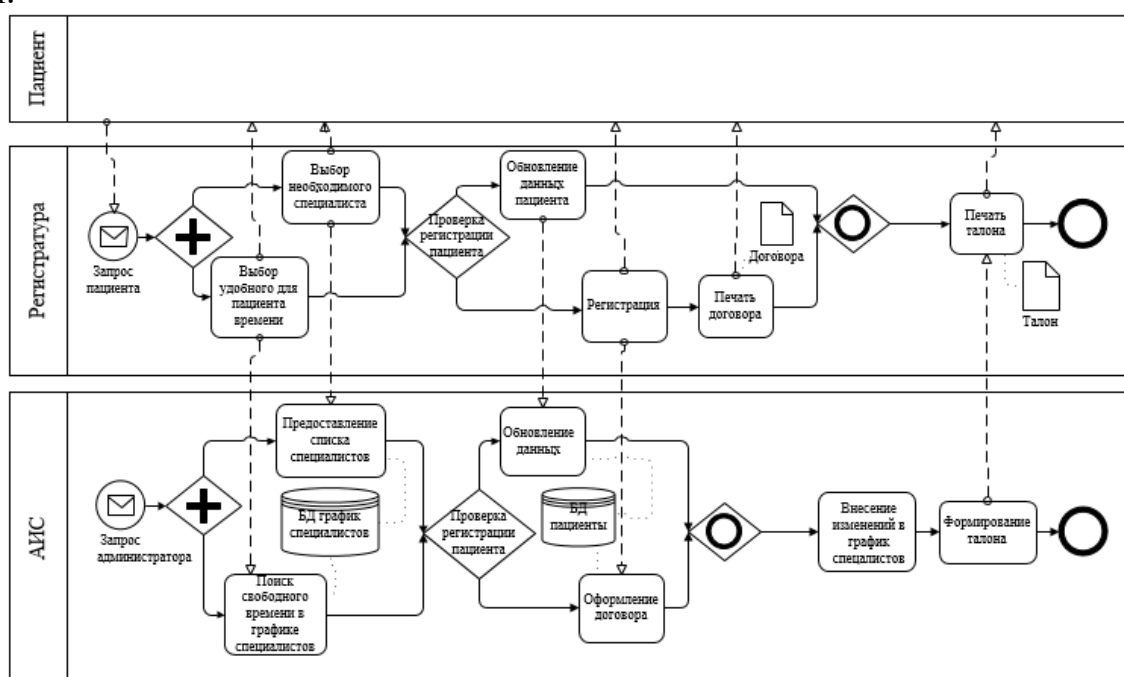 Пациент
Регистратура
Запрос
пациента
Выбор
необходимого
специалиста
Выбор
удобного для
пациента
времени
Проверка
регистрации
пациента
Обновление
данных
пациента
Регистрация
Договора
Печать
договора
Печать
талона
Талон
АИС
Запрос
администратора
Предоставление
списка
специалистов
БД график
специалистов
Поиск
свободного
времени в
графике
специалистов
Проверка
регистрации
пациента
Обновление
данных
БД
пациенты
Оформление
договора
Внесение
изменений в
график
спецалистов
Формирование
талона